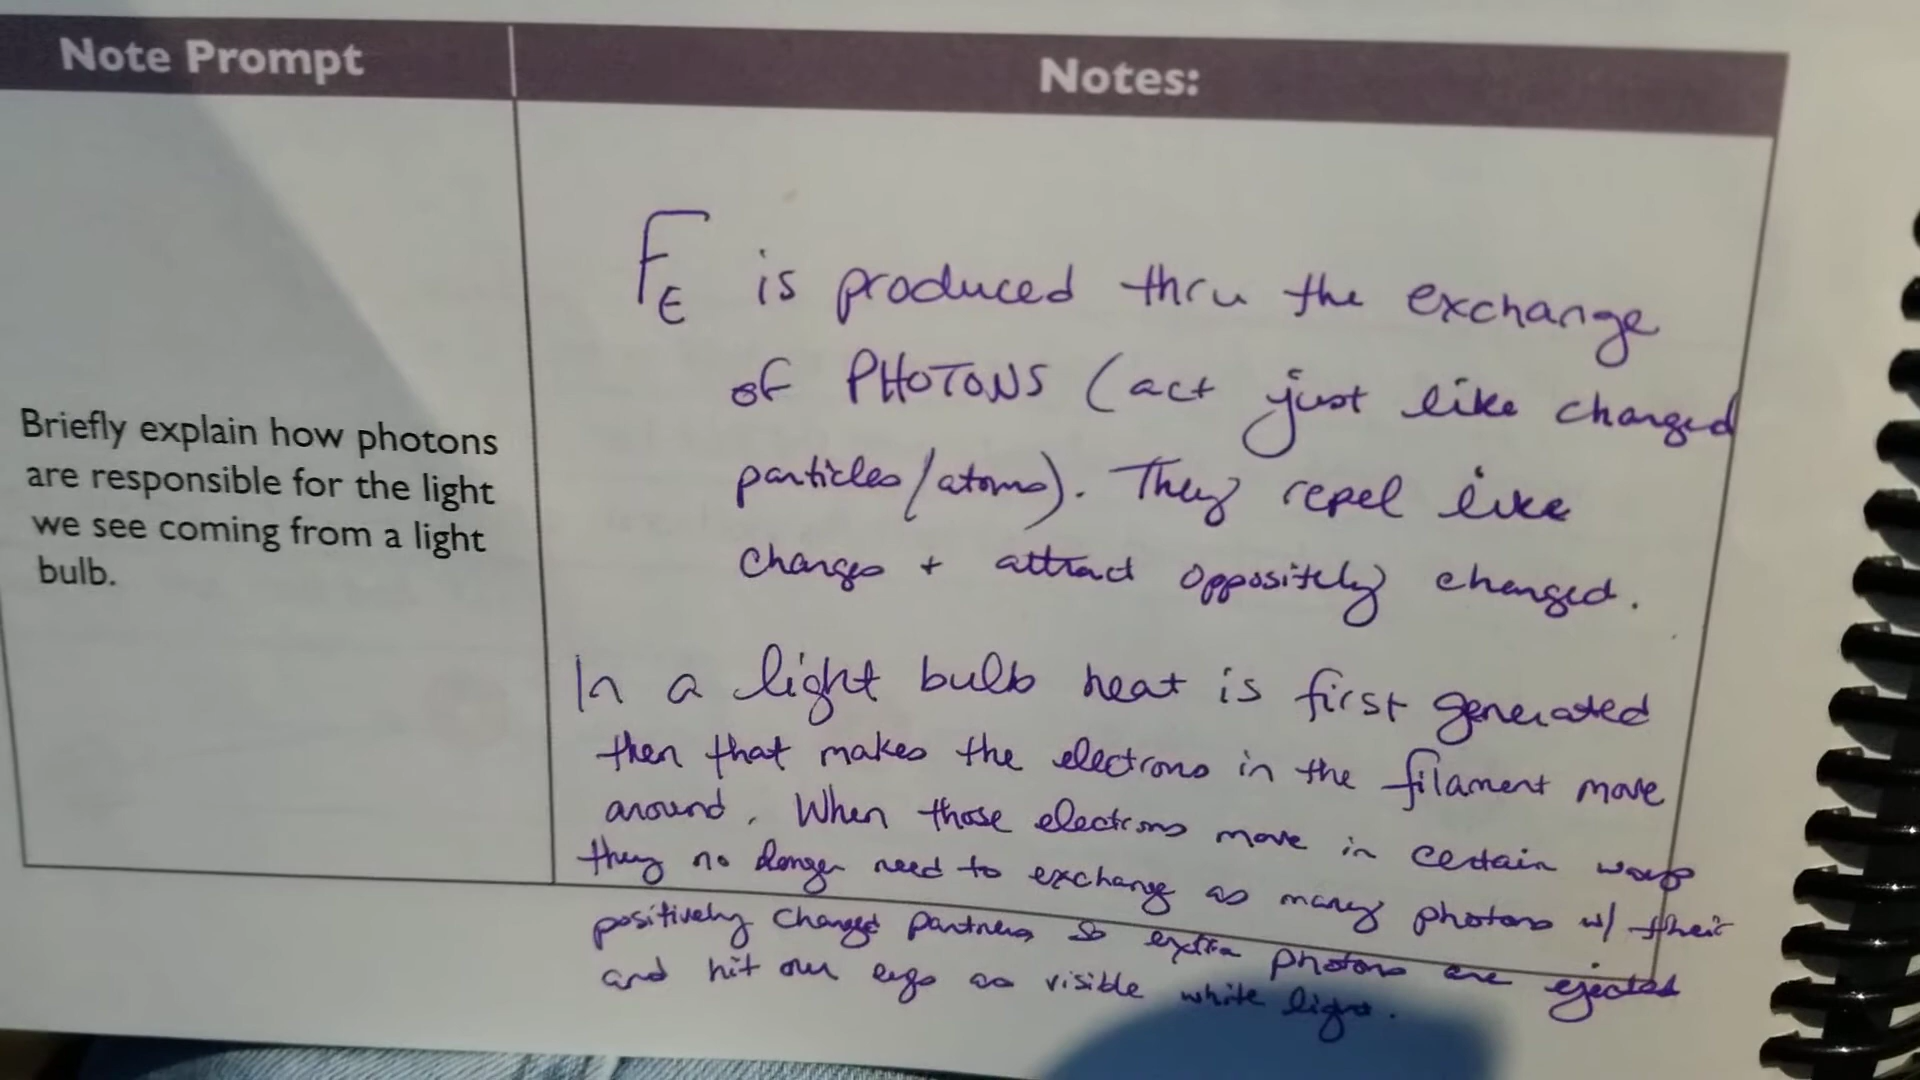 Note Prompt
Notes:
Briefly explain how photons
are responsible for the light
we see coming from a light
bulb.
FE is produced thru the exchange
of PHOTONS (act just like charged
particles/atoms). They repel like
charges + attract oppositely charged.
In a light bulb heat is first generated
then that makes the electrons in the filament move
around. When those electrons move in certain ways
they no longer need to exchange as many photons w/ their
positively charged partners so extra photons are ejected
and hit our eyes as visible white light.